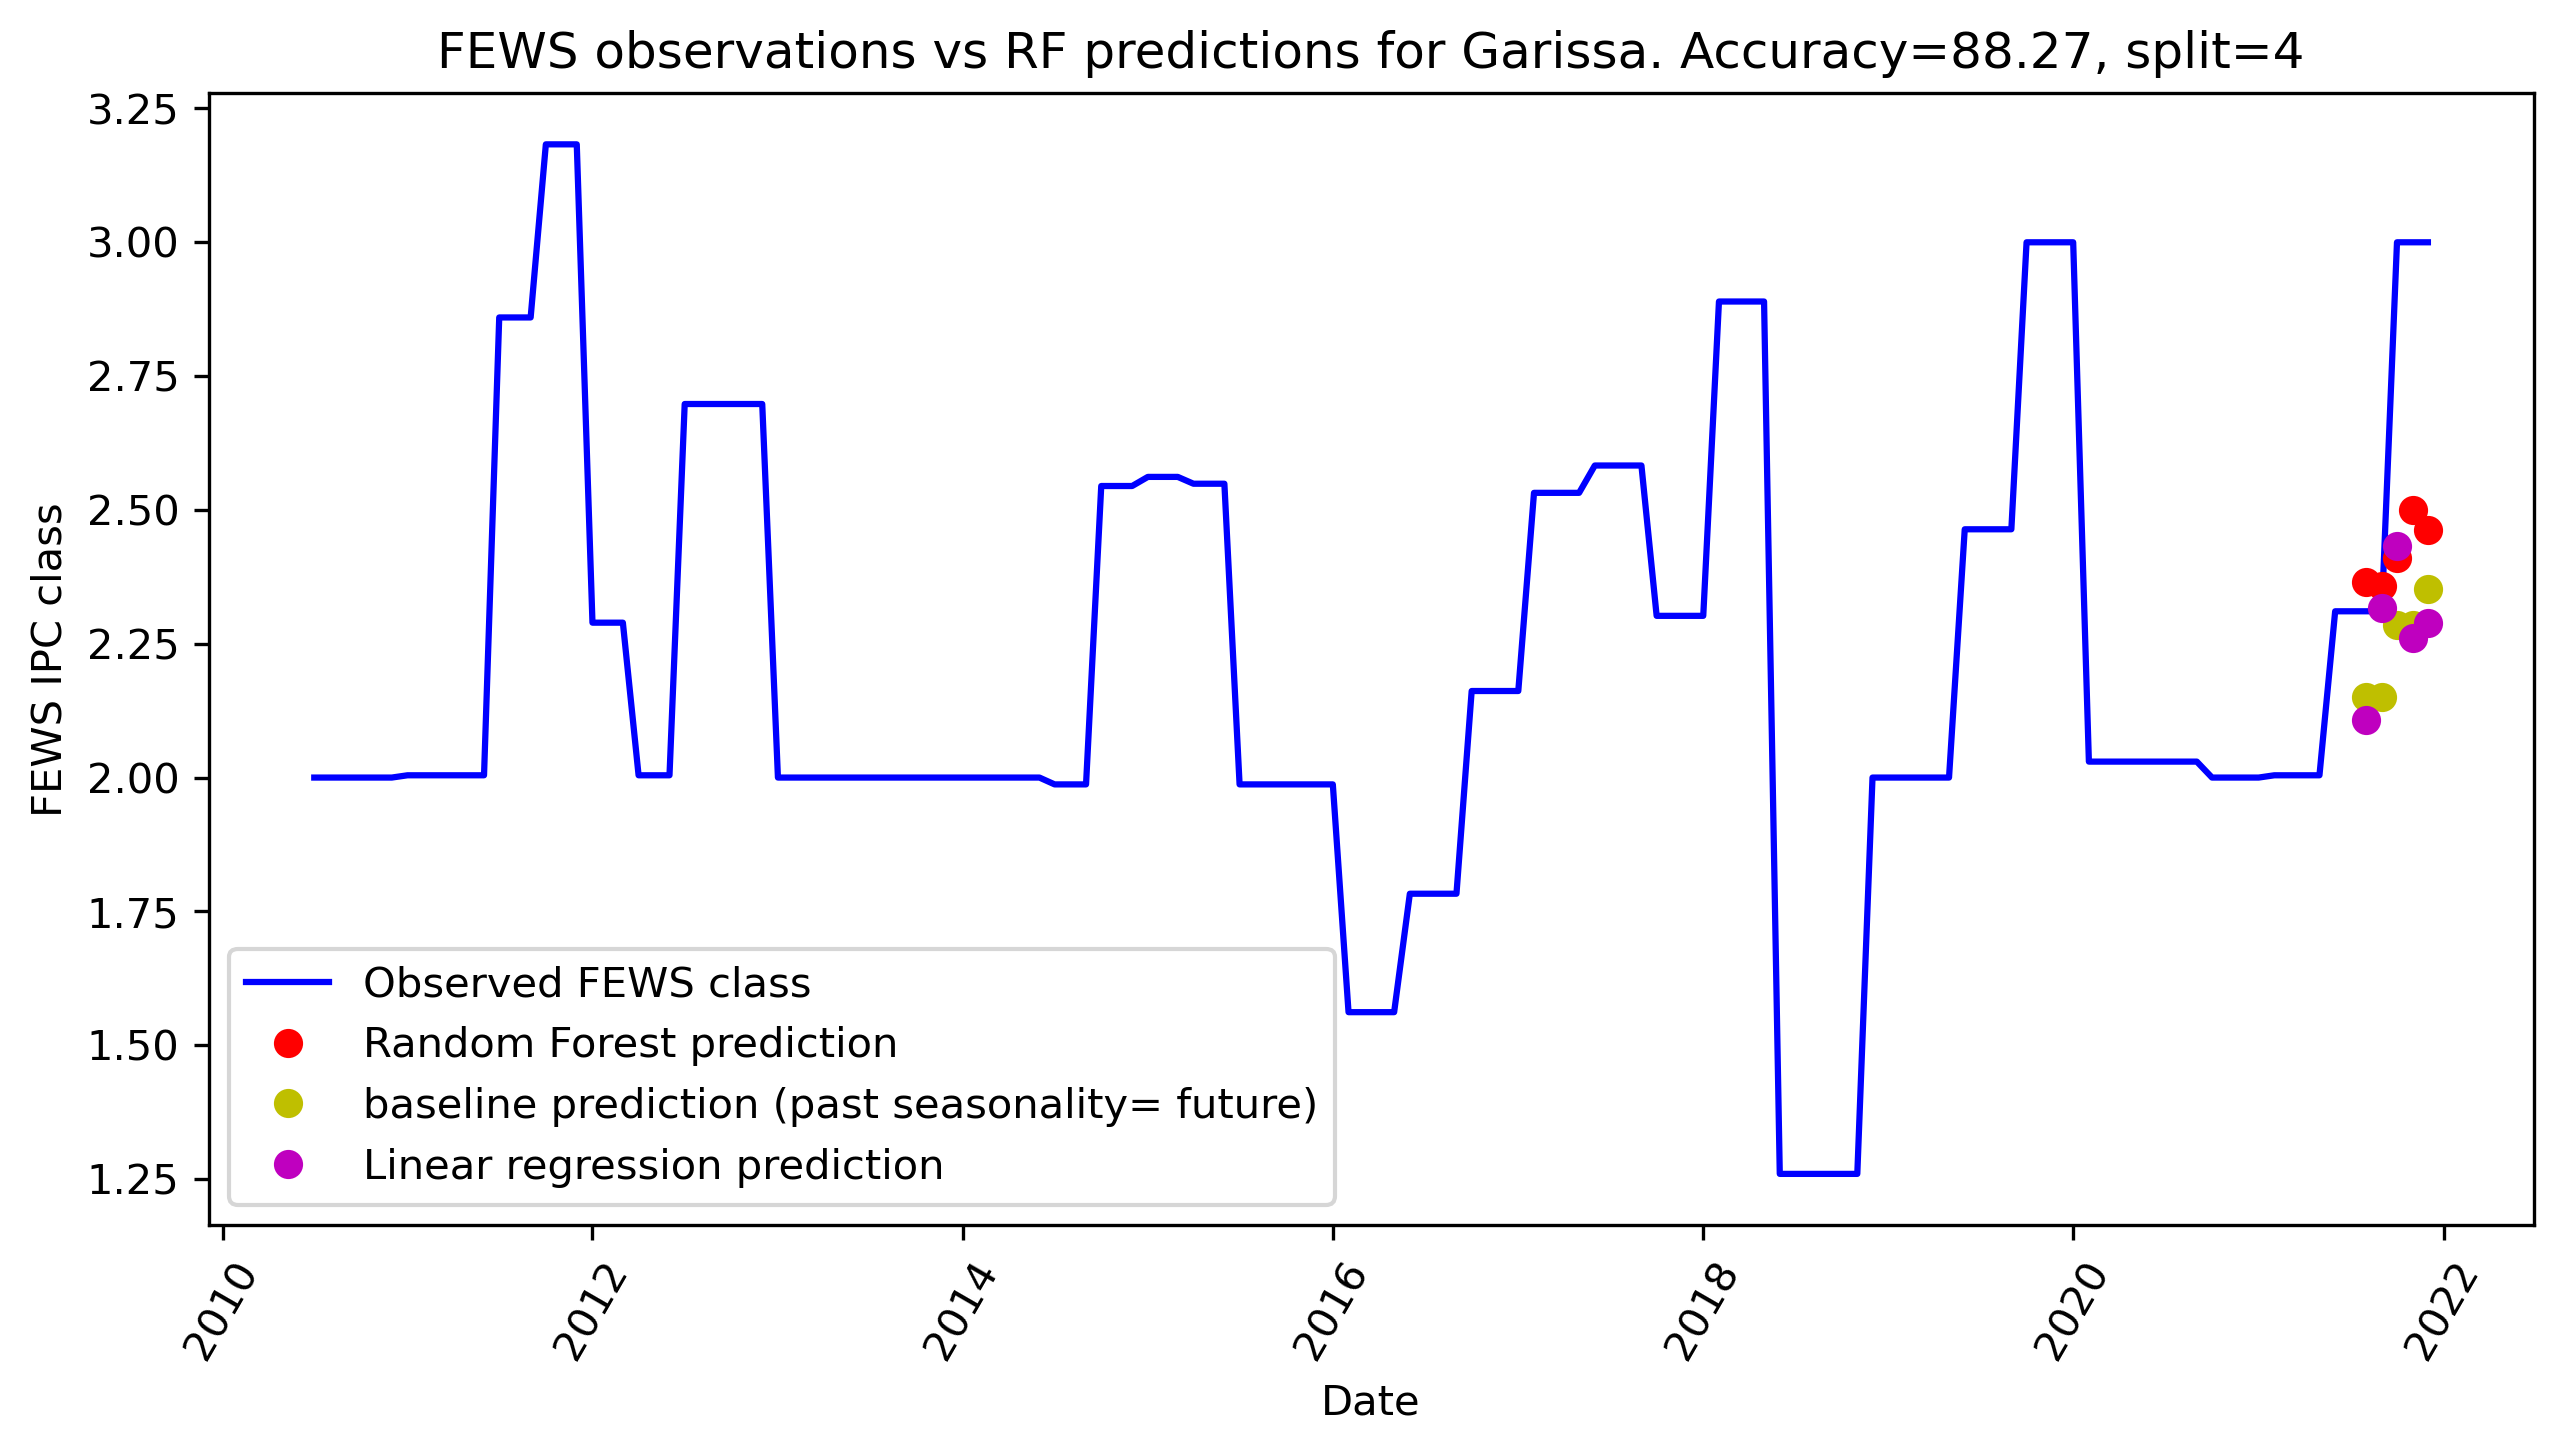 FEWS observations vs RF predictions for Garissa. Accuracy=88.27, split=4
3.25
3.00
2.75
2.50
2.25
2.00
1.75
1.50
1.25
FEWS IPC class
Observed FEWS class
Random Forest prediction
baseline prediction (past seasonality= future)
Linear regression prediction
2010
2012
2014
2016
2018
2020
2022
Date